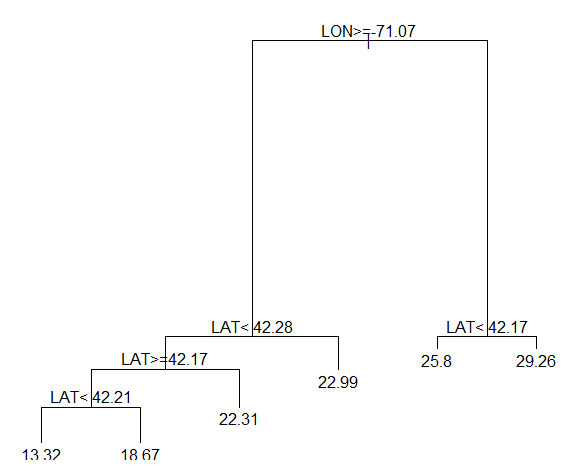 LON>=-71.07
LAT< 42.28
LAT< 42.17
LAT>=42.17
25.8
29.26
22.99
LAT< 42.21
22.31
13.32
18.67